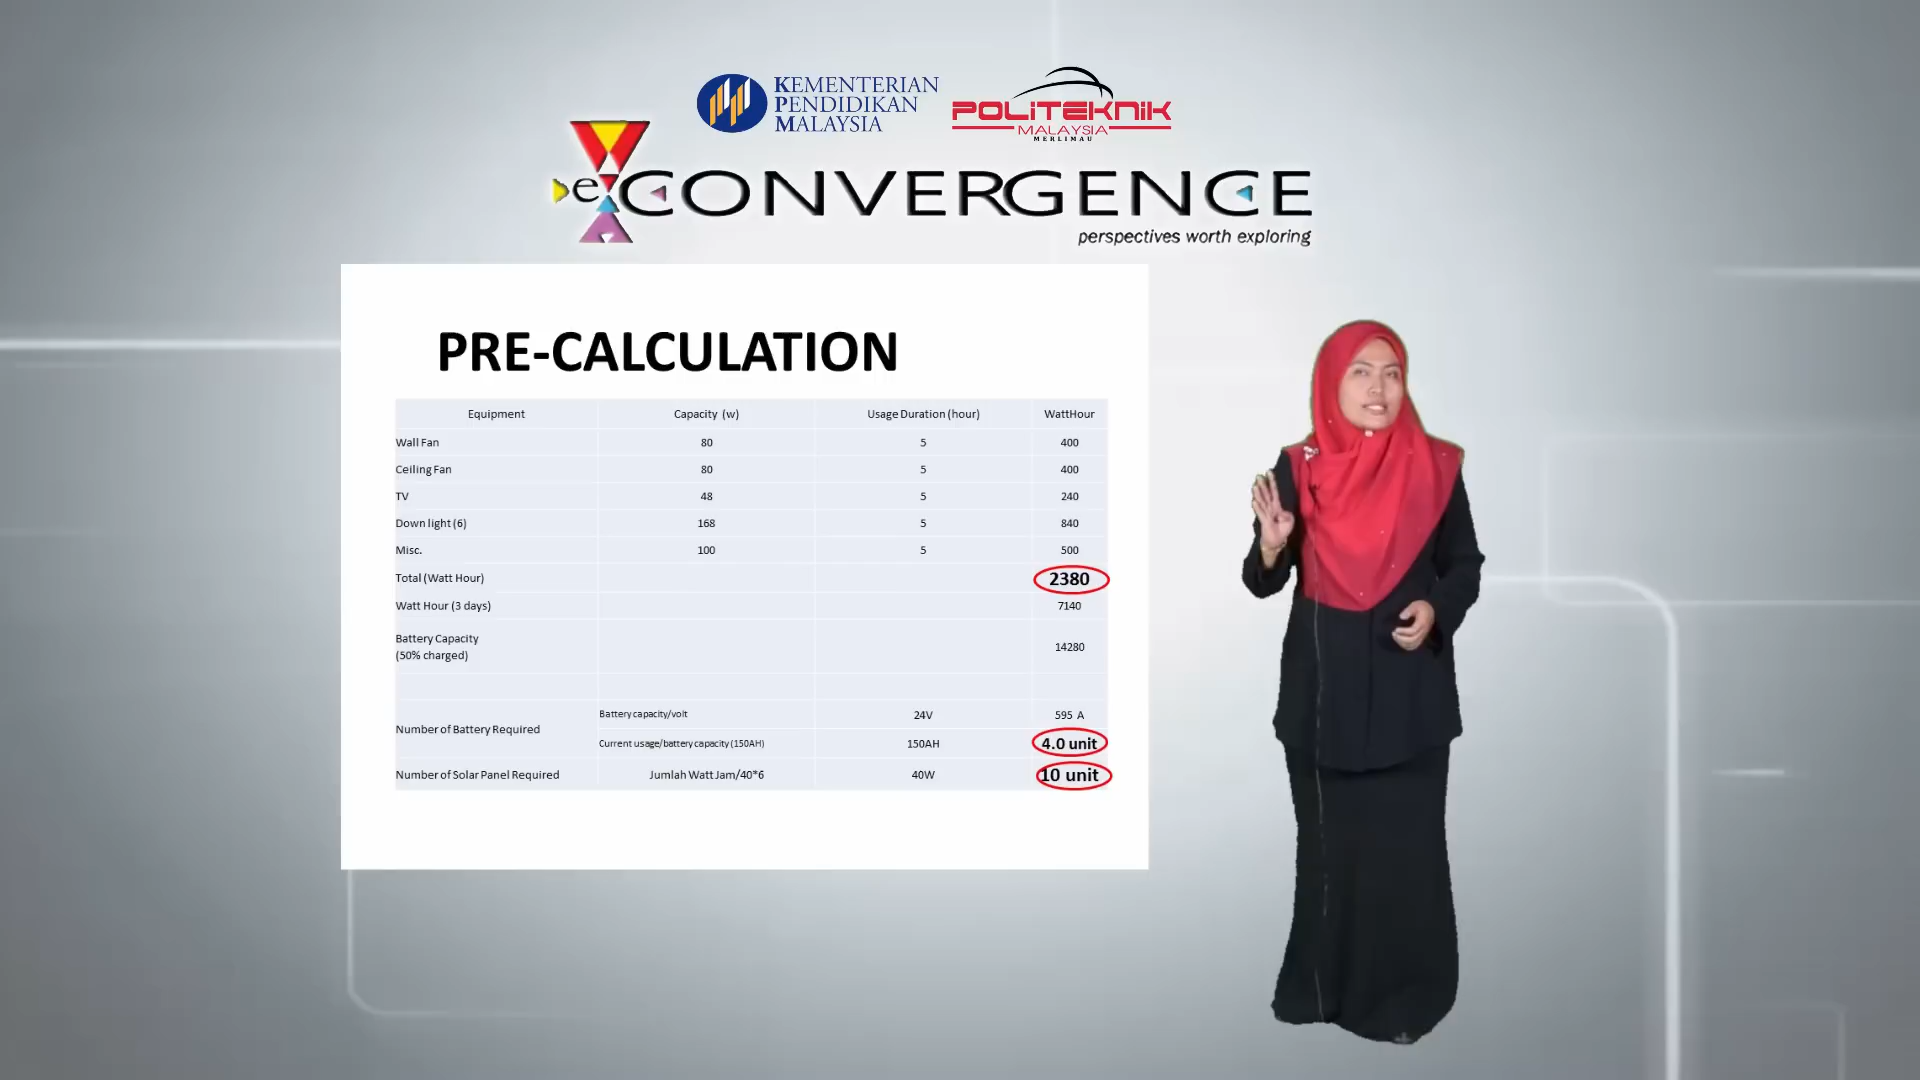 KEMENTERIAN
PENDIDIKAN
MALAYSIA
POLITEKNIK
MALAYSIA
MERLIMAU
e CONVERGENCE
perspectives worth exploring
PRE-CALCULATION
Equipment Capacity (w) Usage Duration (hour) WattHour
Wall Fan 80 5 400
Ceiling Fan 80 5 400
TV 48 5 240
Down light (6) 168 5 840
Misc. 100 5 500
Total (Watt Hour) 2380
Watt Hour (3 days) 7140
Battery Capacity
(50% charged) 14280
Number of Battery Required
Battery capacity/volt 24V 595 A
Current usage/battery capacity (150AH) 150AH 4.0 unit
Number of Solar Panel Required Jumlah Watt Jam/40*6 40W 10 unit